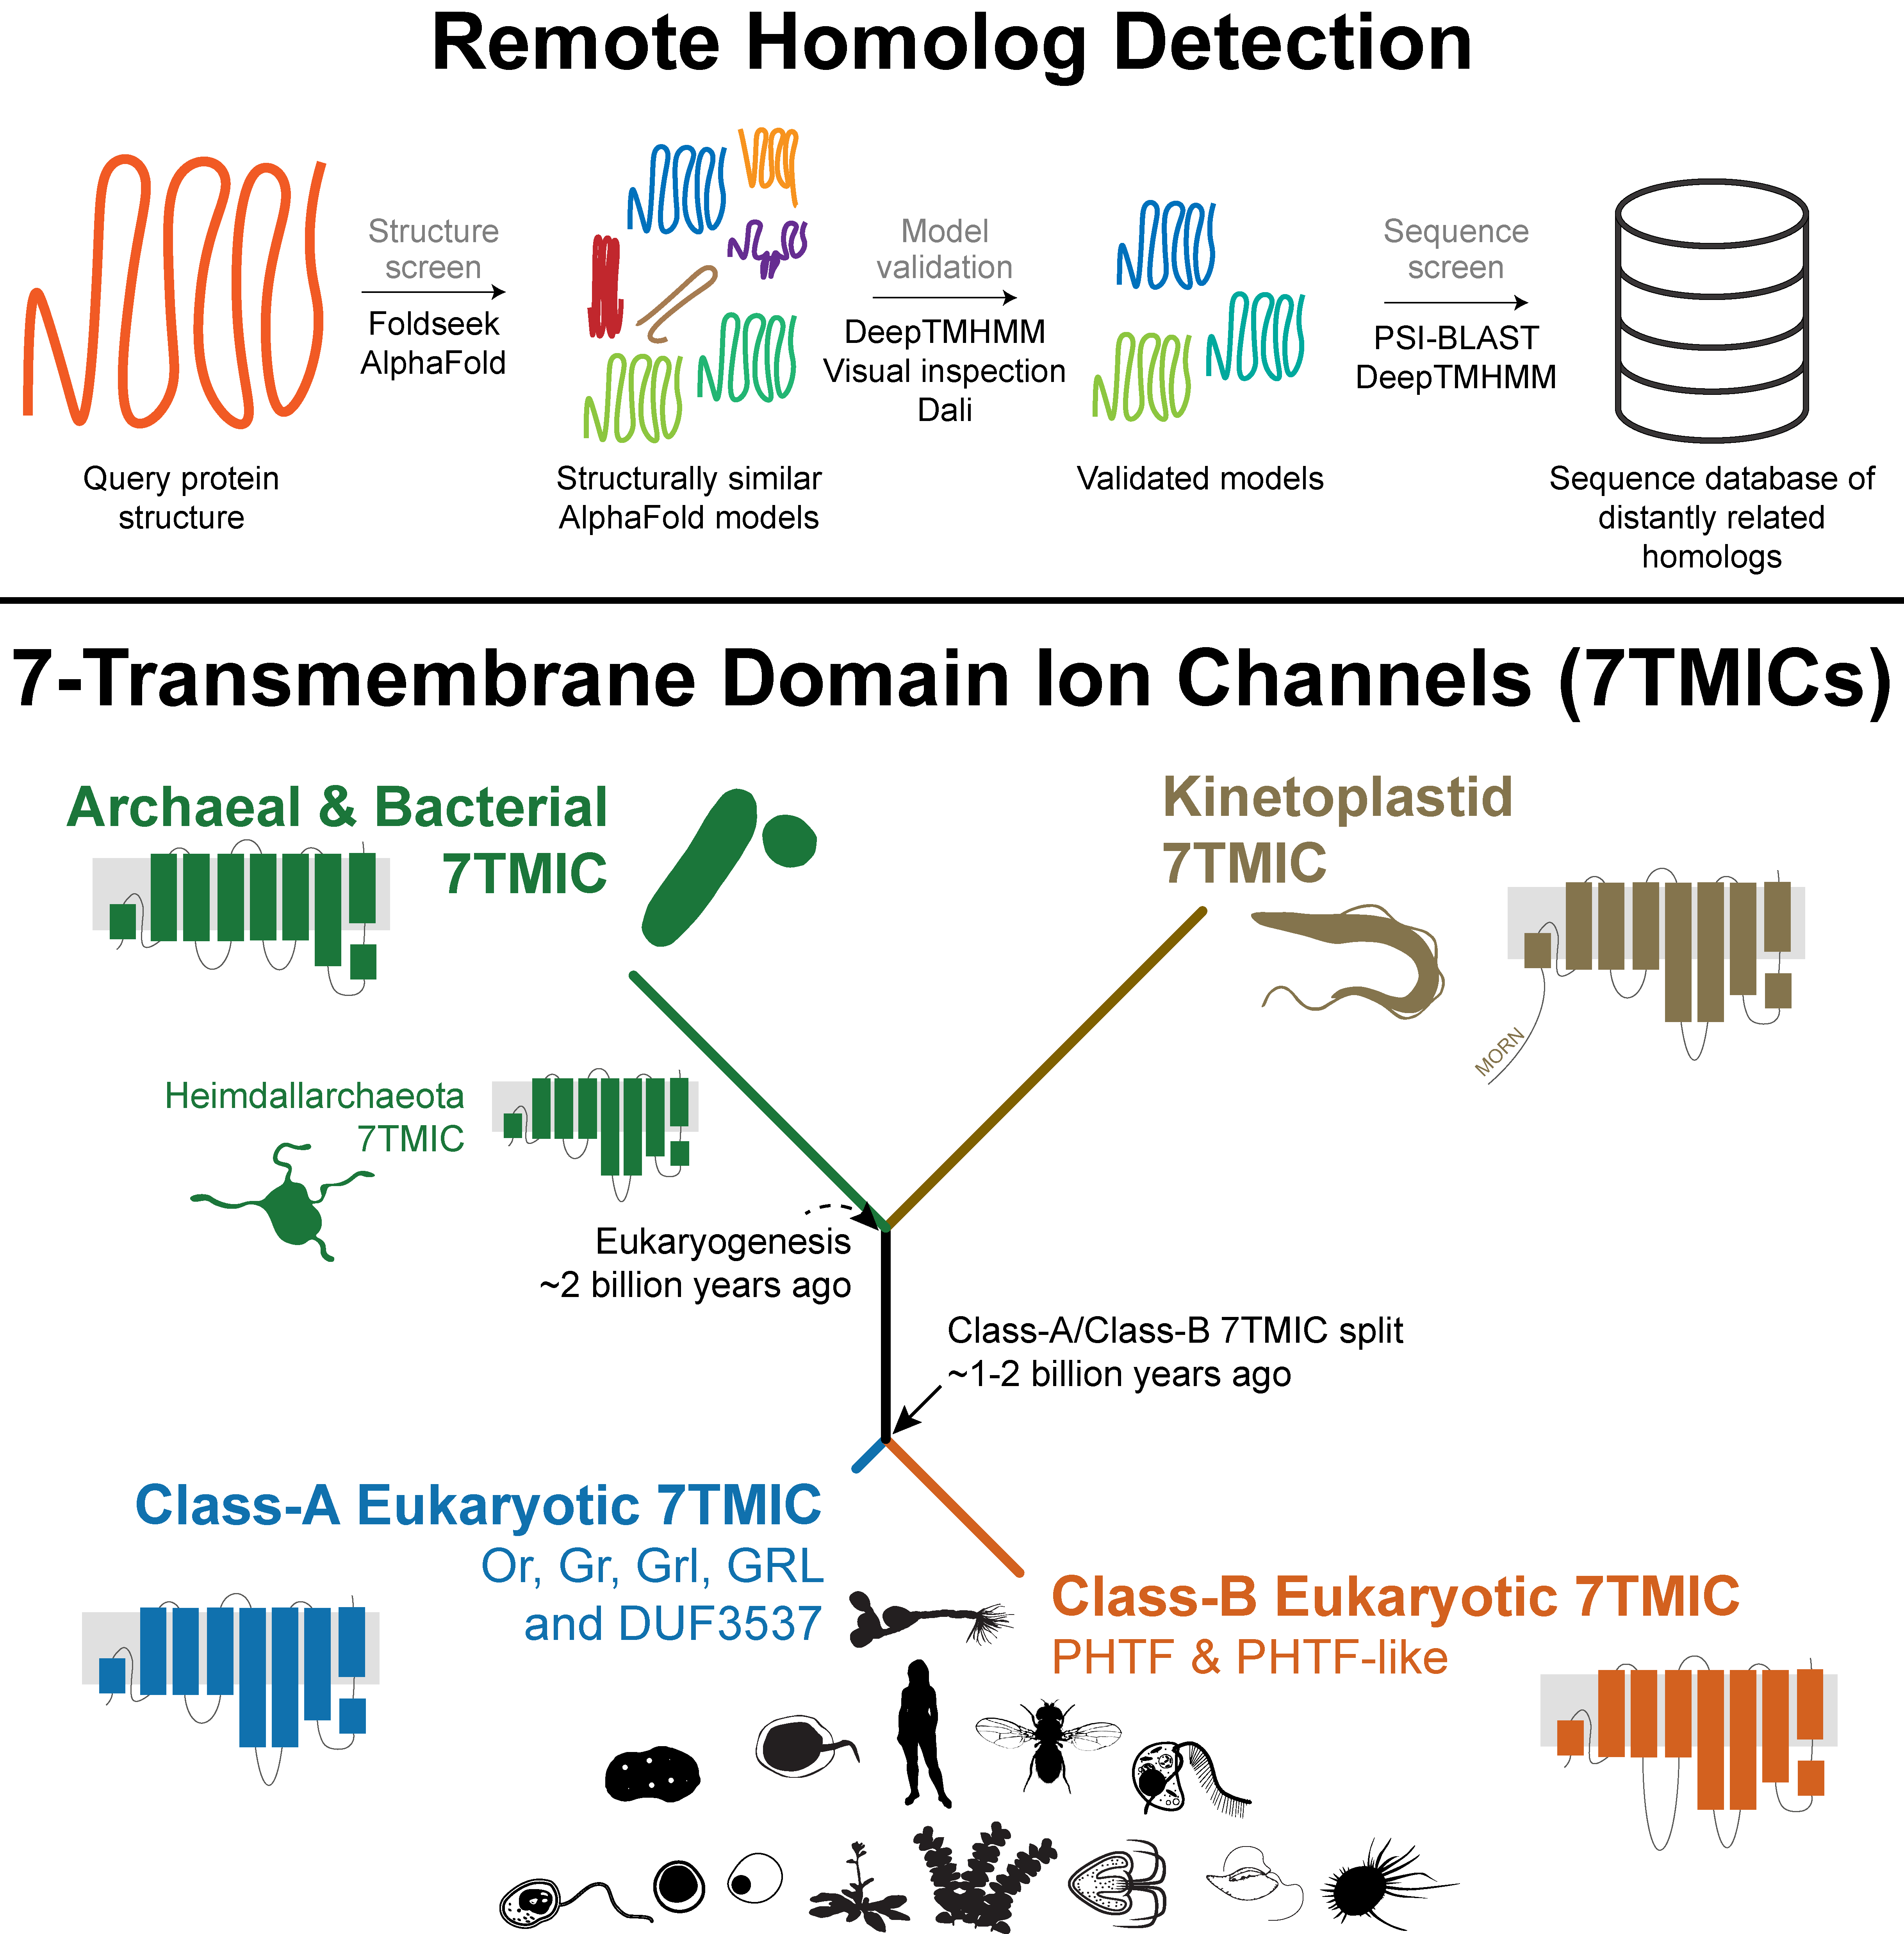 Remote Homolog Detection
Structure
screen
Foldseek
AlphaFold
Model
validation
DeepTMHMM
Visual inspection
Dali
Sequence
screen
PSI-BLAST
DeepTMHMM
Query protein
structure
Structurally similar
AlphaFold models
Validated models
Sequence database of
distantly related
homologs
7-Transmembrane Domain Ion Channels (7TMICs)
Archaeal & Bacterial
7TMIC
Kinetoplastid
7TMIC
MORN
Heimdallarchaeota
7TMIC
Eukaryogenesis
~2 billion years ago
Class-A/Class-B 7TMIC split
~1-2 billion years ago
Class-A Eukaryotic 7TMIC
Or, Gr, Grl, GRL
and DUF3537
Class-B Eukaryotic 7TMIC
PHTF & PHTF-like